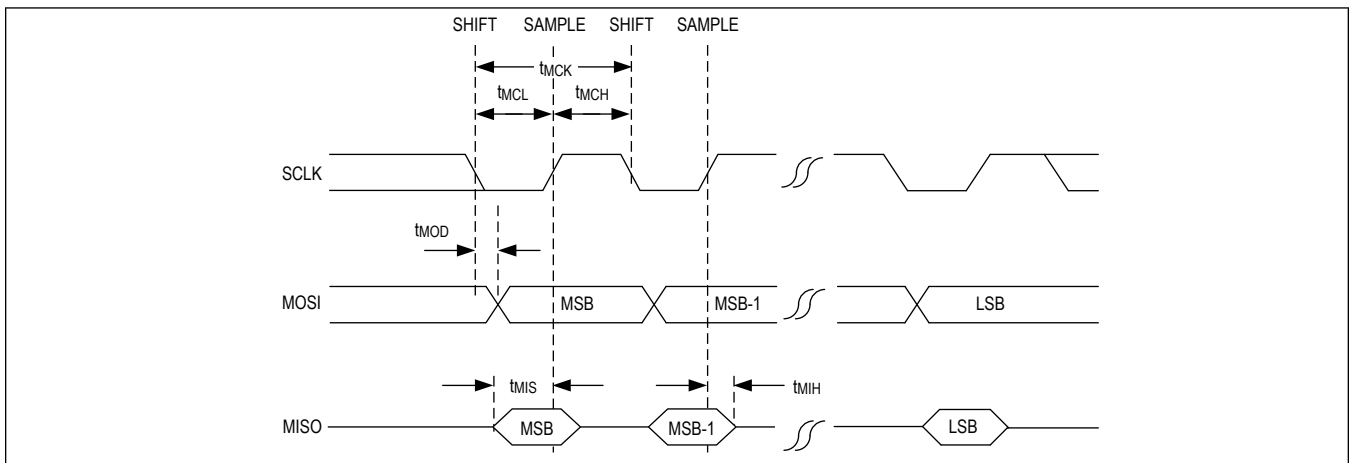 SHIFT SAMPLE SHIFT SAMPLE
tMCK
tMCL tMCH
SCLK
tMOD
MOSI MSB MSB-1 LSB
tMIS tMIH
MISO MSB MSB-1 LSB